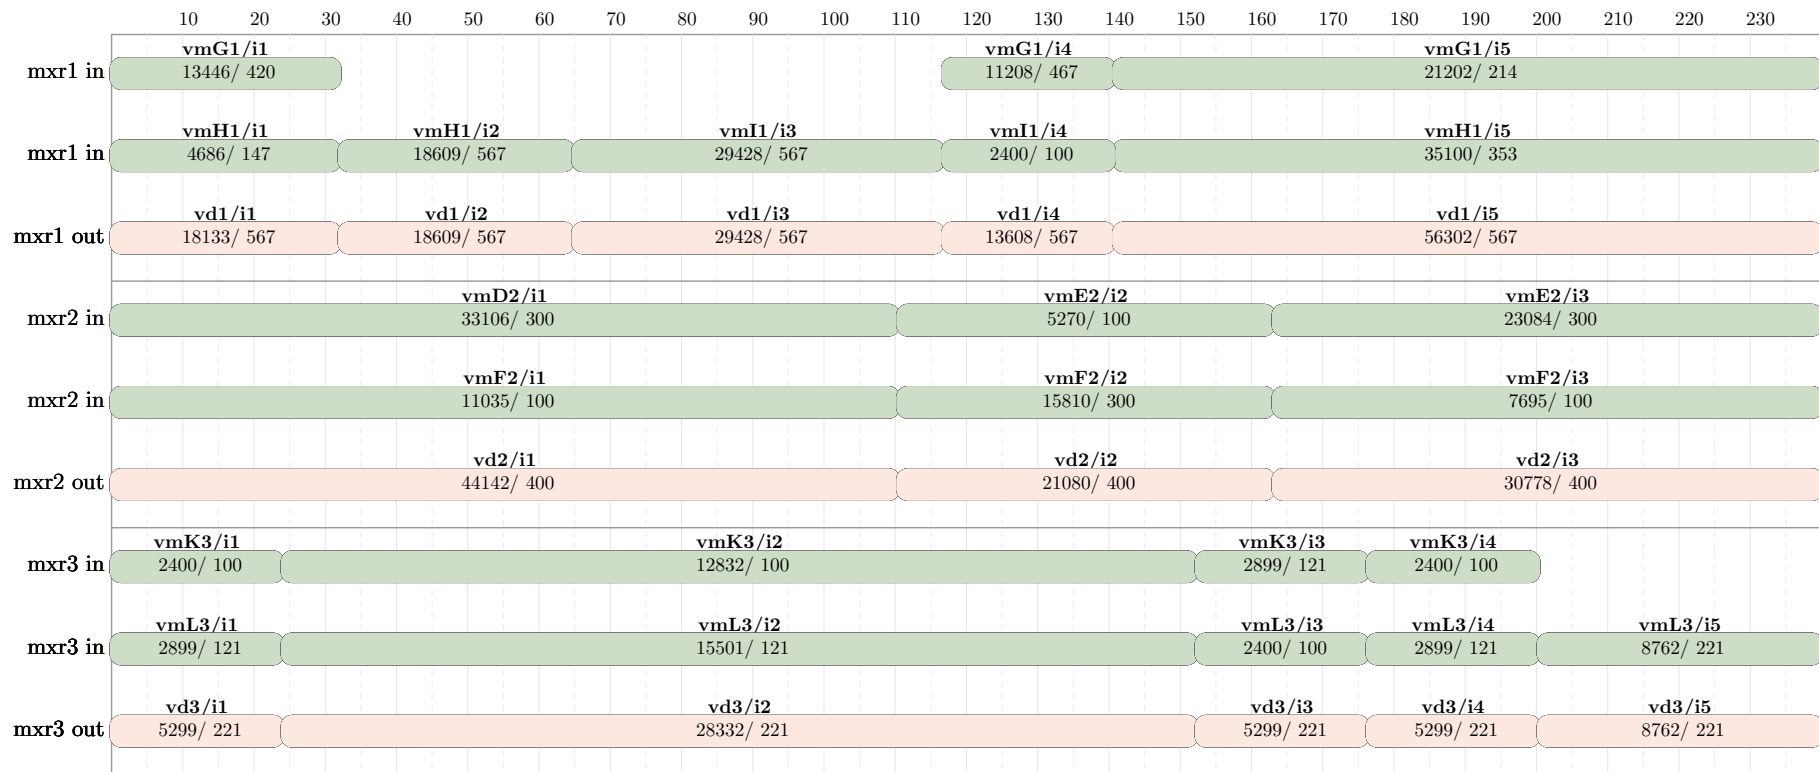 10 20 30 40 50 60 70 80 90 100 110 120 130 140 150 160 170 180 190 200 210 220 230
vmG1/i1 vmG1/i4 vmG1/i5
mxr1 in 13446/ 420 11208/ 467 21202/ 214
vmH1/i1 vmH1/i2 vmI1/i3 vmI1/i4 vmH1/i5
mxr1 in 4686/ 147 18609/ 567 29428/ 567 2400/ 100 35100/ 353
vd1/i1 vd1/i2 vd1/i3 vd1/i4 vd1/i5
mxr1 out 18133/ 567 18609/ 567 29428/ 567 13608/ 567 56302/ 567
vmD2/i1 vmE2/i2 vmE2/i3
mxr2 in 33106/ 300 5270/ 100 23084/ 300
vmF2/i1 vmF2/i2 vmF2/i3
mxr2 in 11035/ 100 15810/ 300 7695/ 100
vd2/i1 vd2/i2 vd2/i3
mxr2 out 44142/ 400 21080/ 400 30778/ 400
vmK3/i1 vmK3/i2 vmK3/i3 vmK3/i4
mxr3 in 2400/ 100 12832/ 100 2899/ 121 2400/ 100
vmL3/i1 vmL3/i2 vmL3/i3 vmL3/i4 vmL3/i5
mxr3 in 2899/ 121 15501/ 121 2400/ 100 2899/ 121 8762/ 221
vd3/i1 vd3/i2 vd3/i3 vd3/i4 vd3/i5
mxr3 out 5299/ 221 28332/ 221 5299/ 221 5299/ 221 8762/ 221